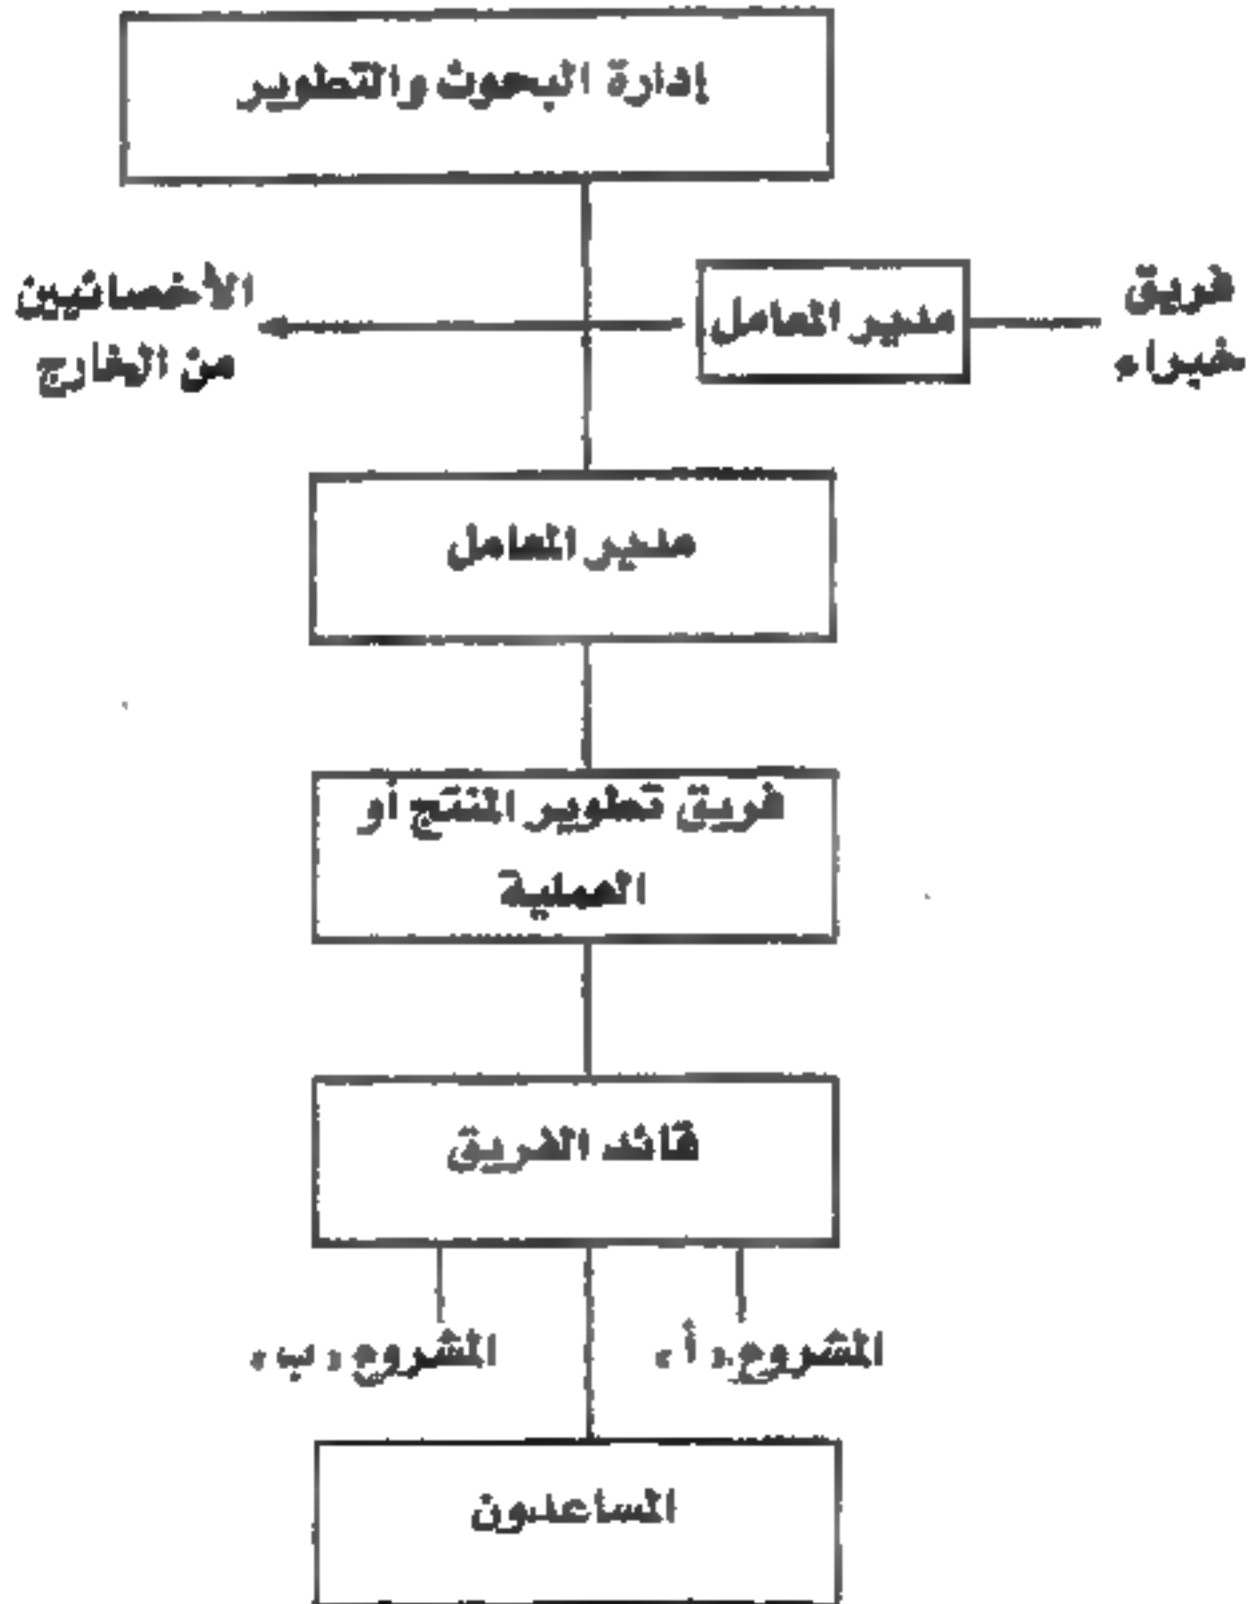 إدارة البحوث والتطوير
فريق
خبراء
مدير المعامل
الأخصائيين
من الخارج
مدير المعامل
فريق تطوير المنتج أو
العملية
قائد الفريق
المشروع «أ»
المشروع «ب»
المساعدون